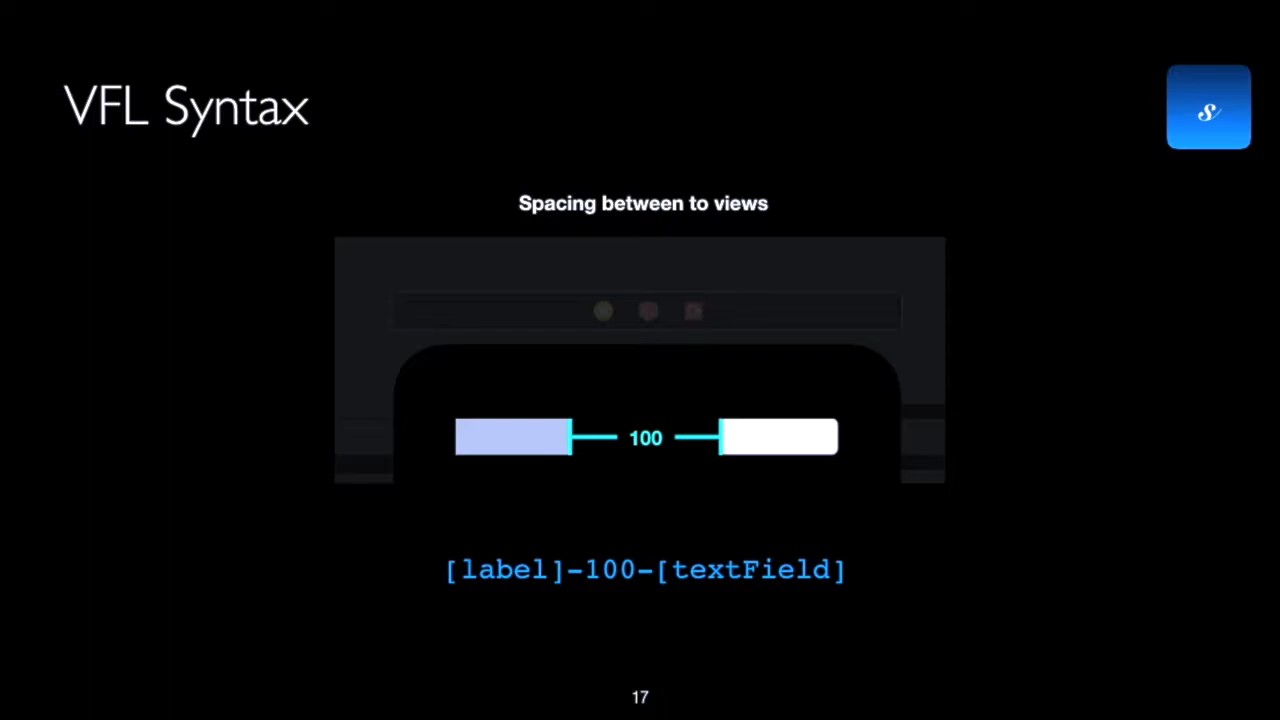 VFL Syntax
S
Spacing between to views
100
[label]-100-[textField]
17